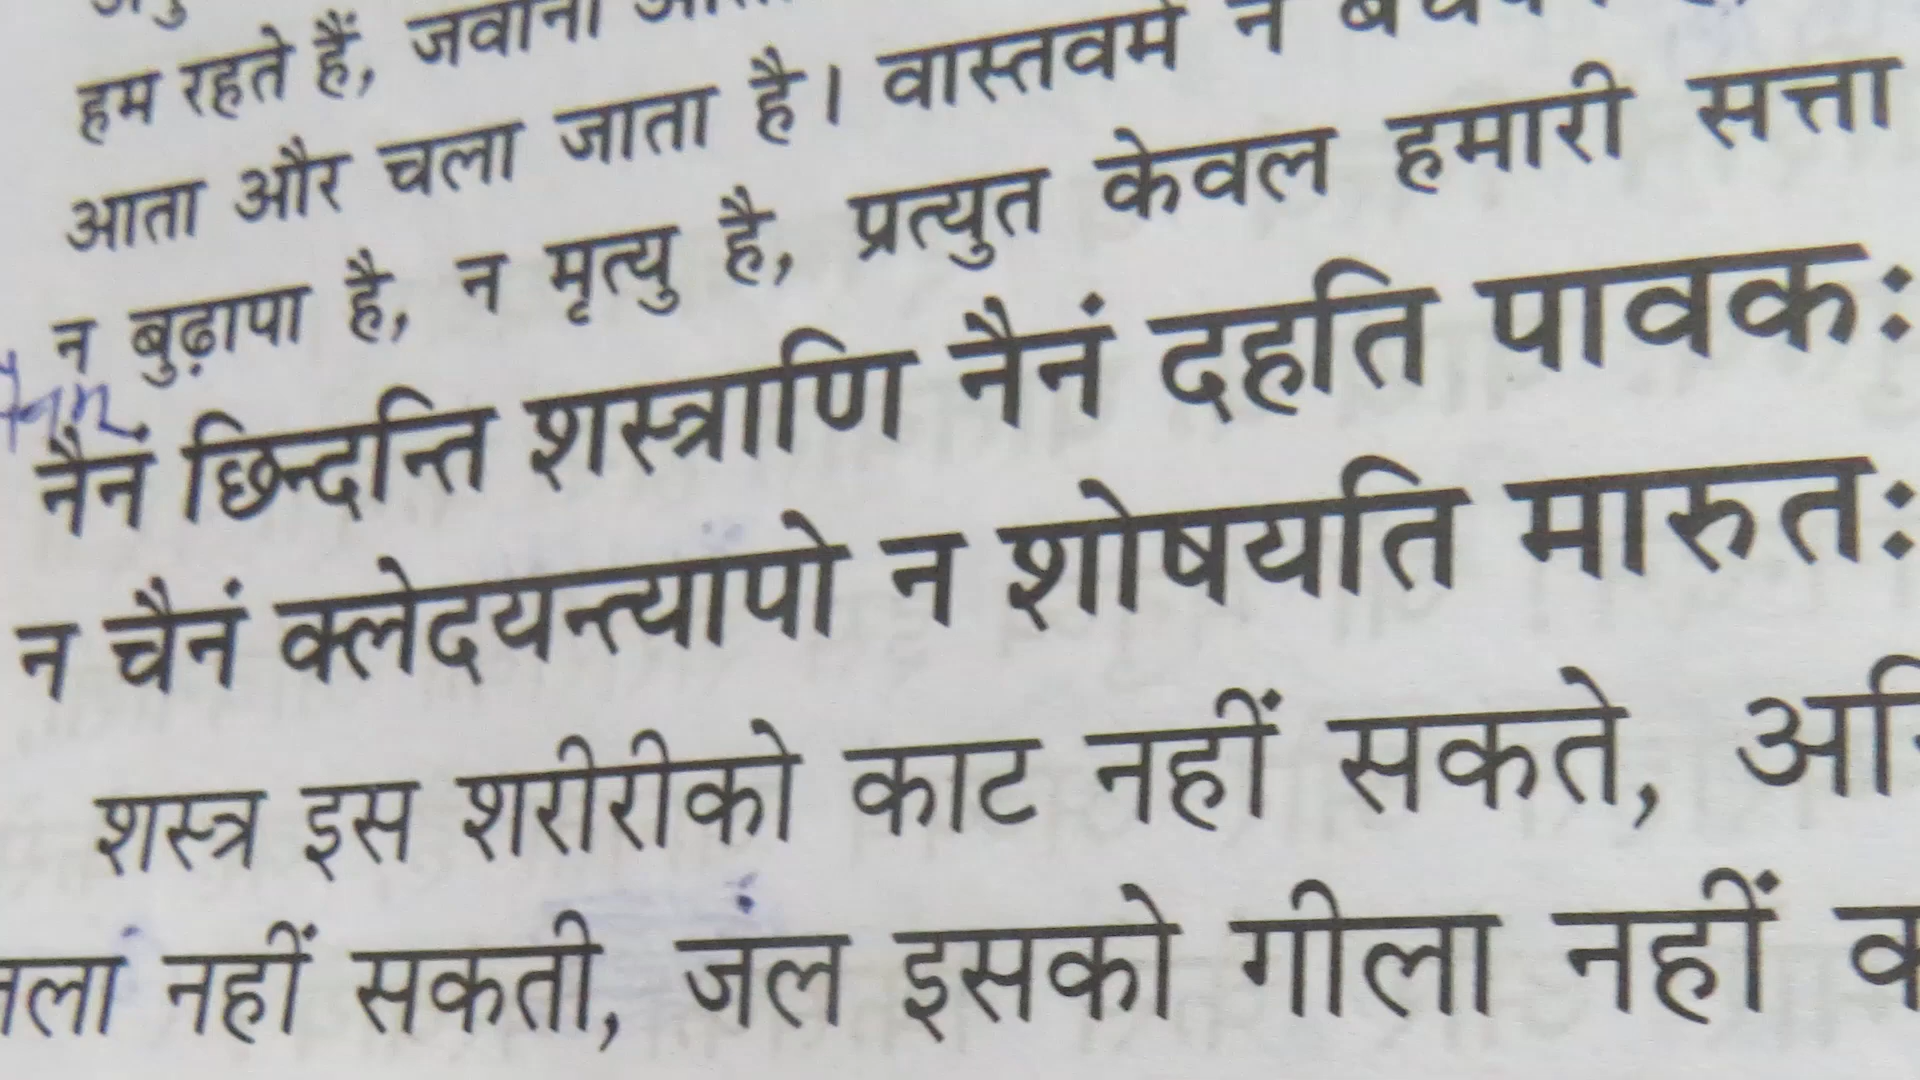 हम रहते हैं, जवानी
आता और चला जाता है। वास्तवमें न
न बुढ़ापा है, न मृत्यु है, प्रत्युत केवल हमारी सत्ता
नैनं छिन्दन्ति शस्त्राणि नैनं दहति पावकः
न चैनं क्लेदयन्त्यापो न शोषयति मारुतः
शस्त्र इस शरीरीको काट नहीं सकते,
नहीं सकती, जल इसको गीला नहीं